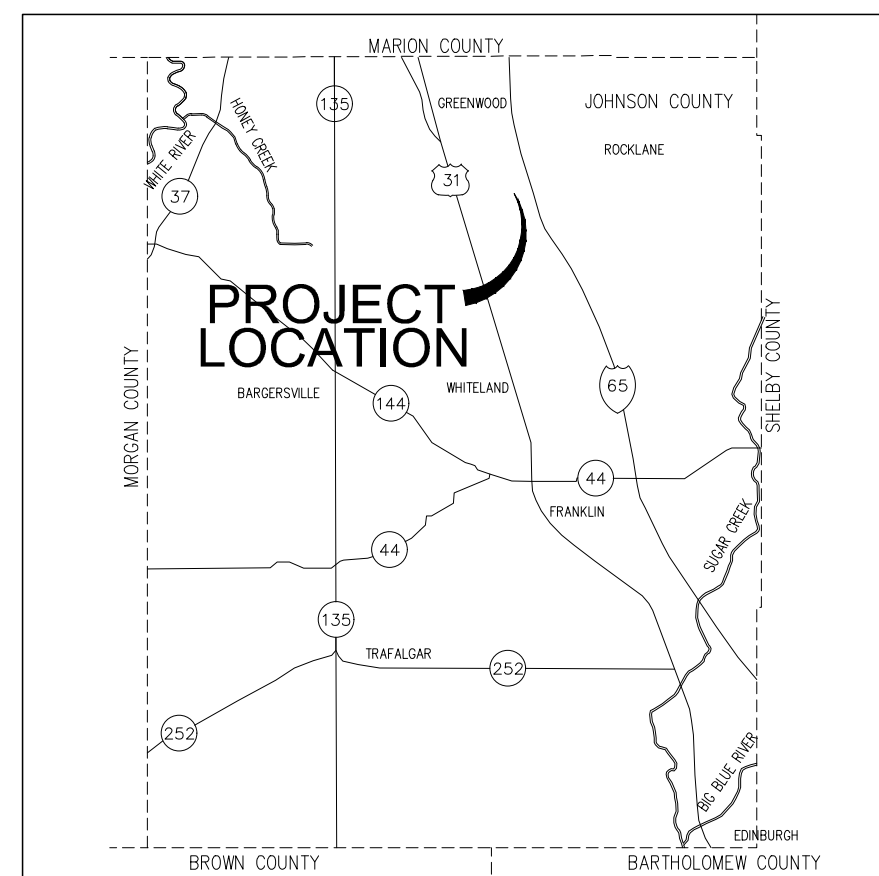 MARION COUNTY
135
GREENWOOD
JOHNSON COUNTY
HONEY CREEK
ROCKLANE
WHITE RIVER
37
31
PROJECT
LOCATION
SHELBY COUNTY
MORGAN COUNTY
BARGERSVILLE
WHITELAND
65
144
44
FRANKLIN
SUGAR CREEK
44
135
TRAFALGAR
252
252
BIG BLUE RIVER
EDINBURGH
BROWN COUNTY
BARTHOLOMEW COUNTY